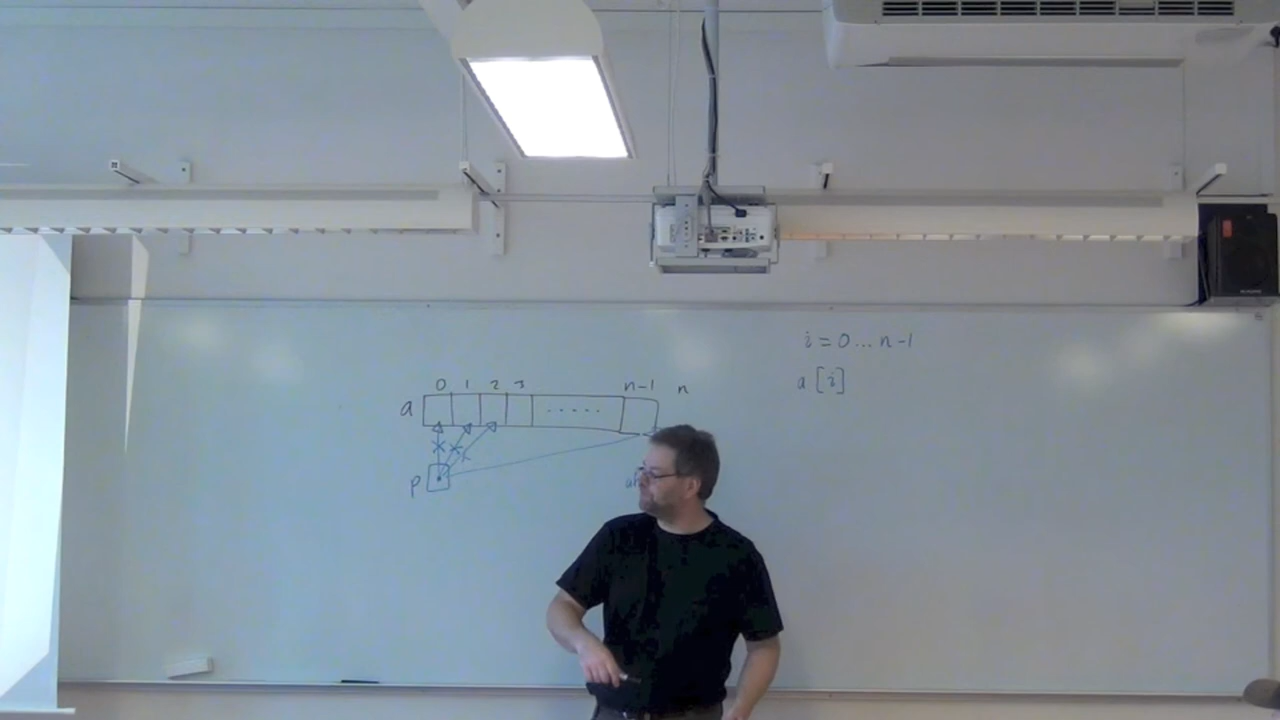 i = 0 ... n-1
a [i]
0 1 2 3 n-1 n
a .....
p